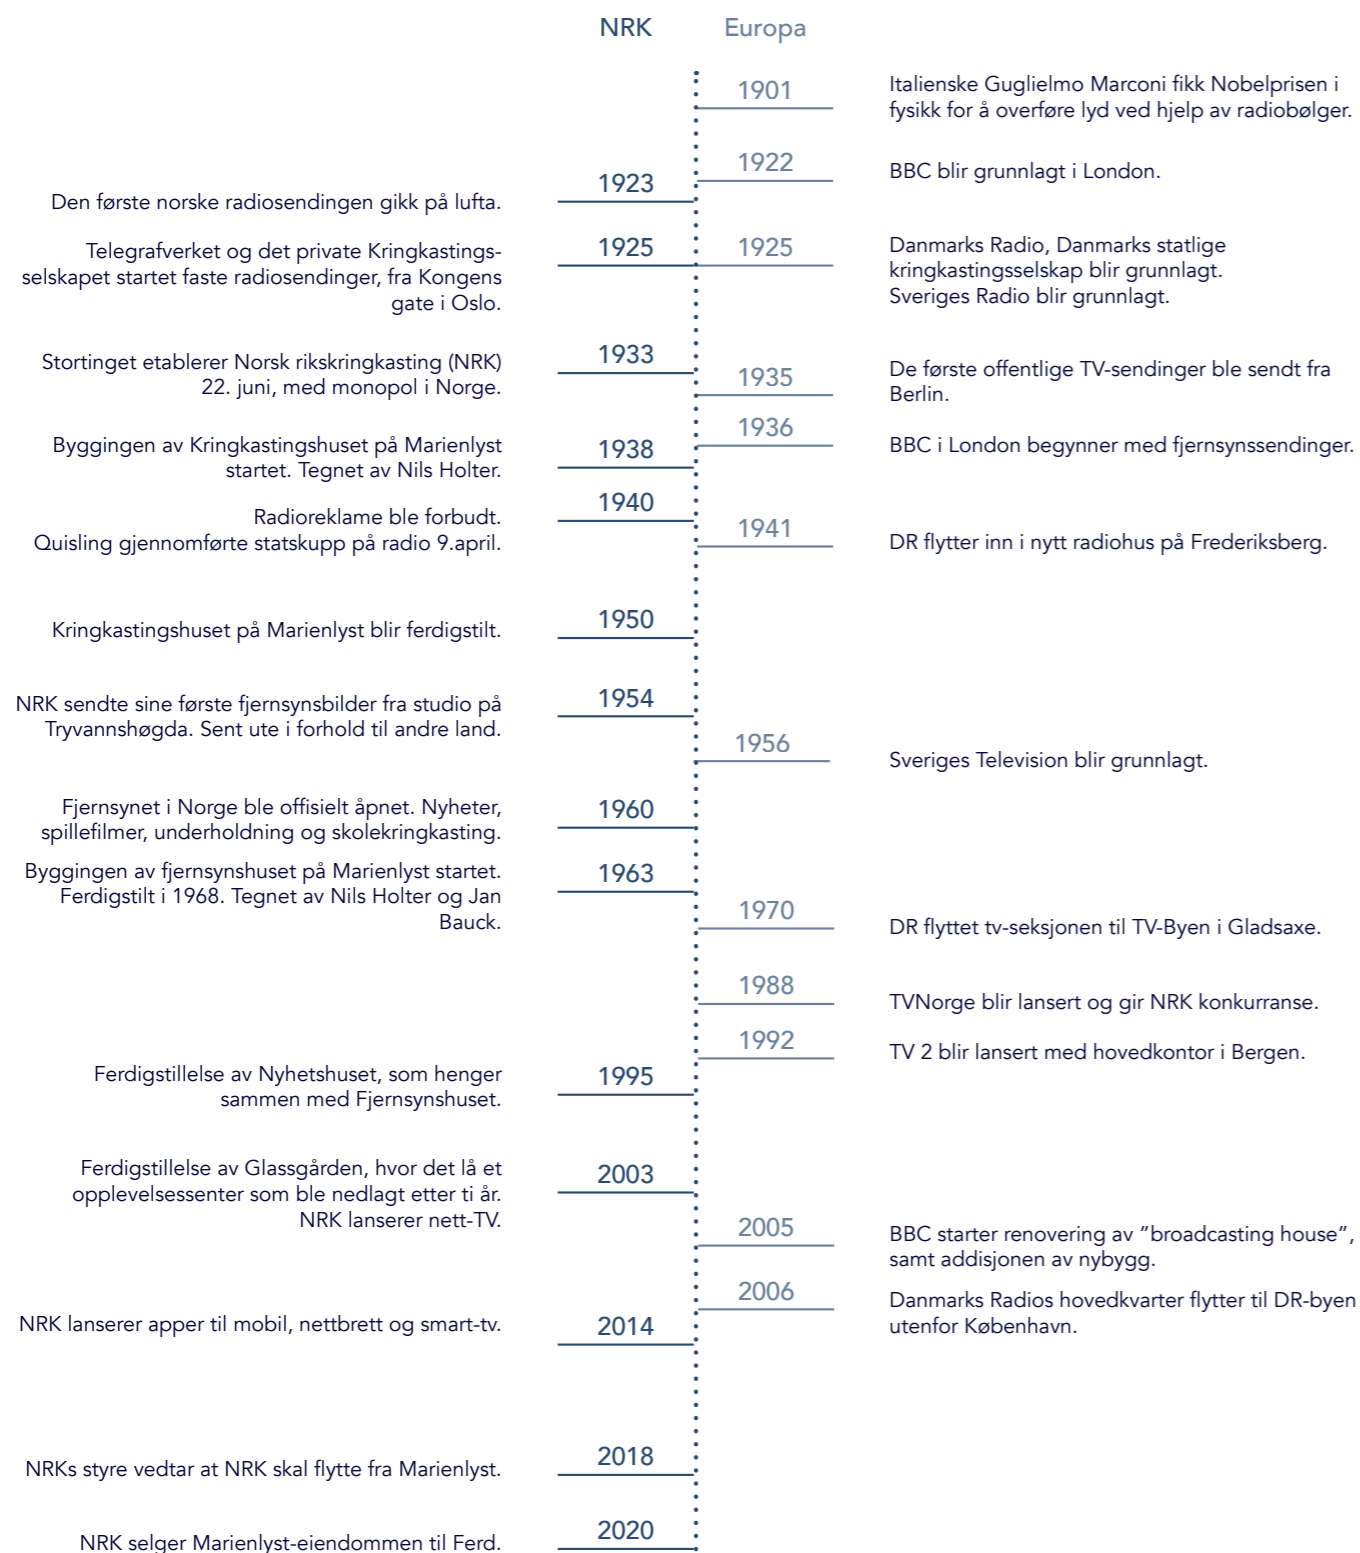 NRK
Europa
1901
Italienske Guglielmo Marconi fikk Nobelprisen i
fysikk for å overføre lyd ved hjelp av radiobølger.
1922
BBC blir grunnlagt i London.
1923
Den første norske radiosendingen gikk på lufta.
1925
Telegrafverket og det private Kringkastings-
selskapet startet faste radiosendinger, fra Kongens
gate i Oslo.
1925
Danmarks Radio, Danmarks statlige
kringkastingsselskap blir grunnlagt.
Sveriges Radio blir grunnlagt.
1933
Stortinget etablerer Norsk rikskringkasting (NRK)
22. juni, med monopol i Norge.
1935
De første offentlige TV-sendinger ble sendt fra
Berlin.
1936
BBC i London begynner med fjernsynssendinger.
1938
Byggingen av Kringkastingshuset på Marienlyst
startet. Tegnet av Nils Holter.
1940
Radioreklame ble forbudt.
Quisling gjennomførte statskupp på radio 9.april.
1941
DR flytter inn i nytt radiohus på Frederiksberg.
1950
Kringkastingshuset på Marienlyst blir ferdigstilt.
1954
NRK sendte sine første fjernsynsbilder fra studio på
Tryvannshøgda. Sent ute i forhold til andre land.
1956
Sveriges Television blir grunnlagt.
1960
Fjernsynet i Norge ble offisielt åpnet. Nyheter,
spillefilmer, underholdning og skolekringkasting.
1963
Byggingen av fjernsynshuset på Marienlyst startet.
Ferdigstilt i 1968. Tegnet av Nils Holter og Jan
Bauck.
1970
DR flyttet tv-seksjonen til TV-Byen i Gladsaxe.
1988
TVNorge blir lansert og gir NRK konkurranse.
1992
TV 2 blir lansert med hovedkontor i Bergen.
1995
Ferdigstillelse av Nyhetshuset, som henger
sammen med Fjernsynshuset.
2003
Ferdigstillelse av Glassgården, hvor det lå et
opplevelsessenter som ble nedlagt etter ti år.
NRK lanserer nett-TV.
2005
BBC starter renovering av ”broadcasting house”,
samt addisjonen av nybygg.
2006
Danmarks Radios hovedkvarter flytter til DR-byen
utenfor København.
2014
NRK lanserer apper til mobil, nettbrett og smart-tv.
2018
NRKs styre vedtar at NRK skal flytte fra Marienlyst.
2020
NRK selger Marienlyst-eiendommen til Ferd.